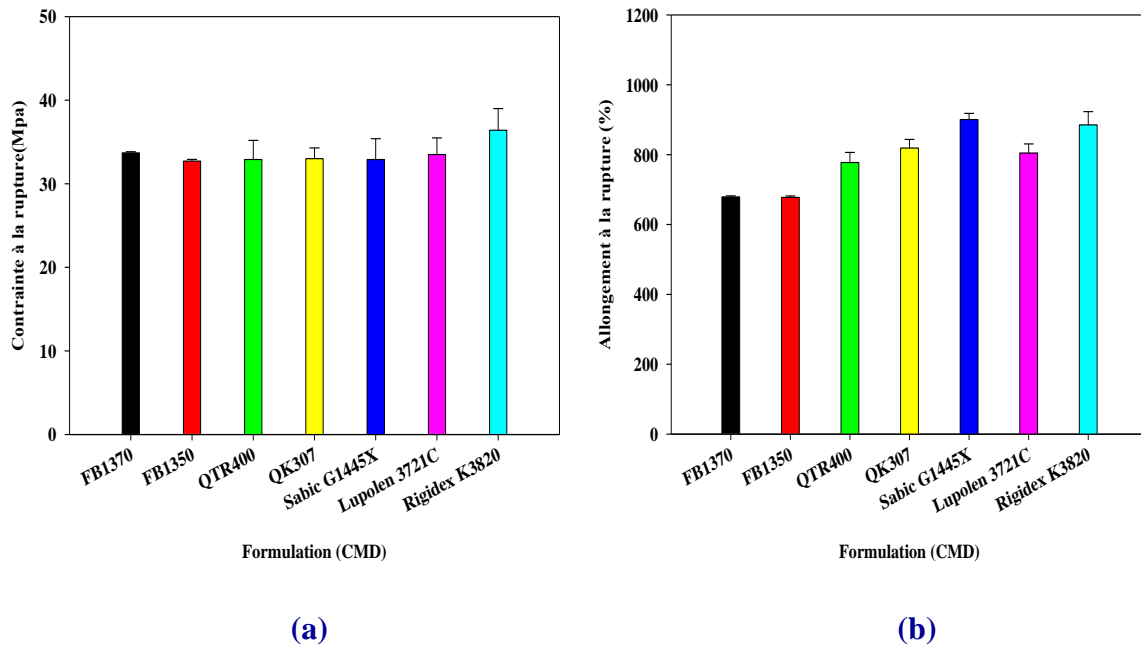 50
40
30
20
10
0
Contrainte à la rupture(Mpa)
FB1370
FB1350
QTR400
QK307
Sabic G1445X
Lupolen 3721C
Rigidex K3820
Formulation (CMD)
(a)
1200
1000
800
600
400
200
0
Allongement à la rupture (%)
FB1370
FB1350
QTR400
QK307
Sabic G1445X
Lupolen 3721C
Rigidex K3820
Formulation (CMD)
(b)